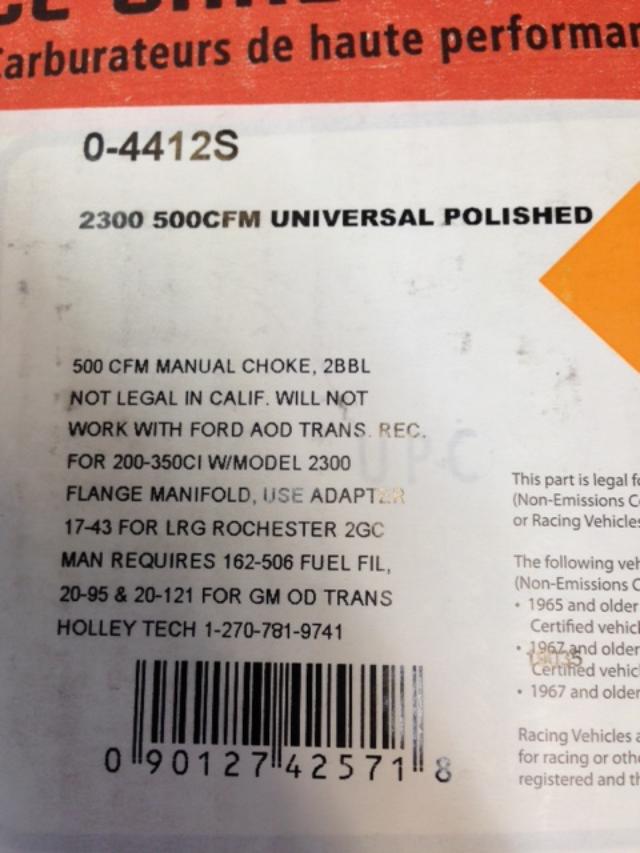 Carburateurs de haute performan
0-4412S
2300 500CFM UNIVERSAL POLISHED
500 CFM MANUAL CHOKE, 2BBL
NOT LEGAL IN CALIF. WILL NOT
WORK WITH FORD AOD TRANS. REC.
FOR 200-350CI W/MODEL 2300
FLANGE MANIFOLD, USE ADAPTER
17-43 FOR LRG ROCHESTER 2GC
MAN REQUIRES 162-506 FUEL FIL,
20-95 & 20-121 FOR GM OD TRANS
HOLLEY TECH 1-270-781-9741
UPC
0 90127 42571 8
This part is legal fo
(Non-Emissions C
or Racing Vehicles
The following veh
(Non-Emissions C
• 1965 and older
Certified vehicl
• 1967 and older
Certified vehicl
• 1967 and older
Racing Vehicles a
for racing or othe
registered and th